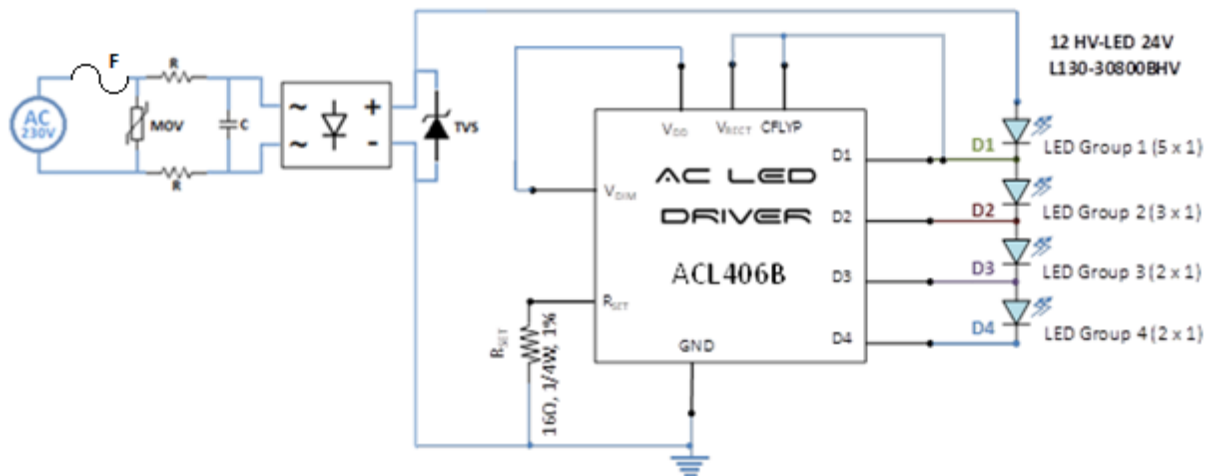 F
R
AC
230V
MOV
C
R
~
~
+
-
TVS
12 HV-LED 24V
L130-30800BHV
VDD
VRECT
CFLYP
VDIM
RSET
GND
D1
D2
D3
D4
AC LED
DRIVER
ACL406B
RSET
16Ω, 1/4W, 1%
D1
LED Group 1 (5 x 1)
D2
LED Group 2 (3 x 1)
D3
LED Group 3 (2 x 1)
D4
LED Group 4 (2 x 1)